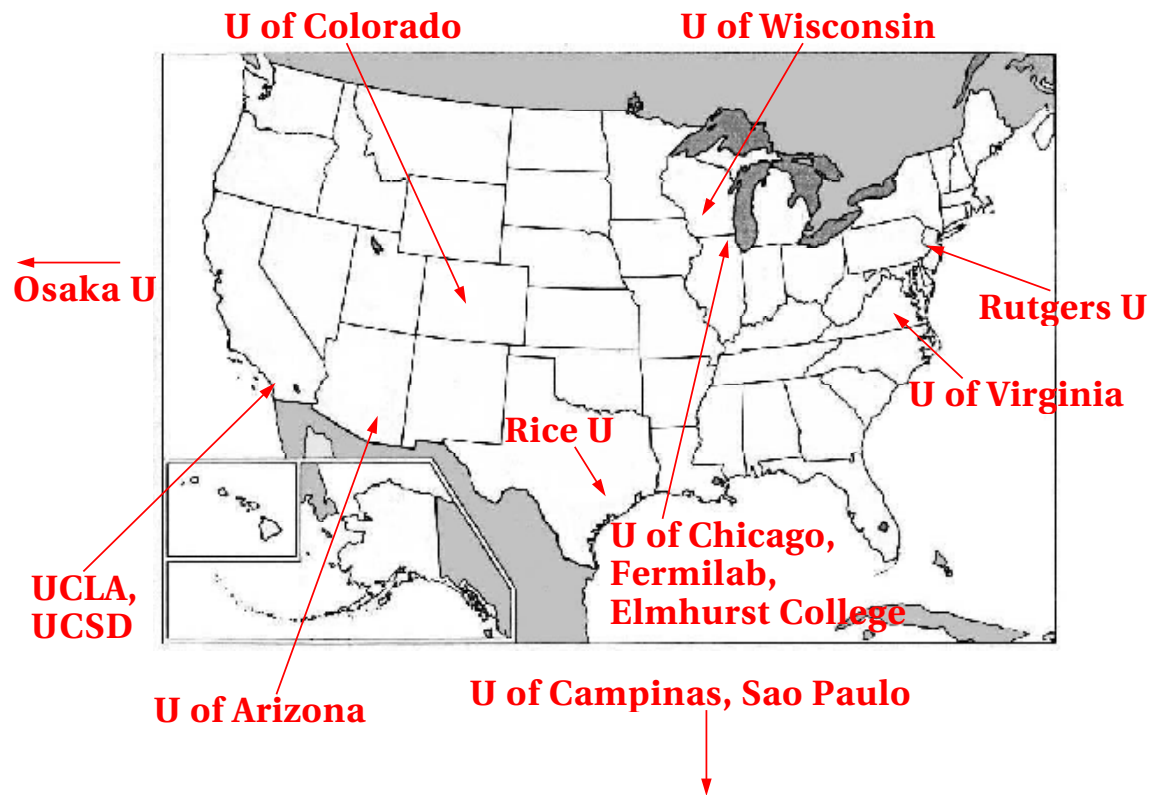 U of Colorado
U of Wisconsin
Osaka U
Rutgers U
U of Virginia
Rice U
U of Chicago,
Fermilab,
Elmhurst College
UCLA,
UCSD
U of Arizona
U of Campinas, Sao Paulo